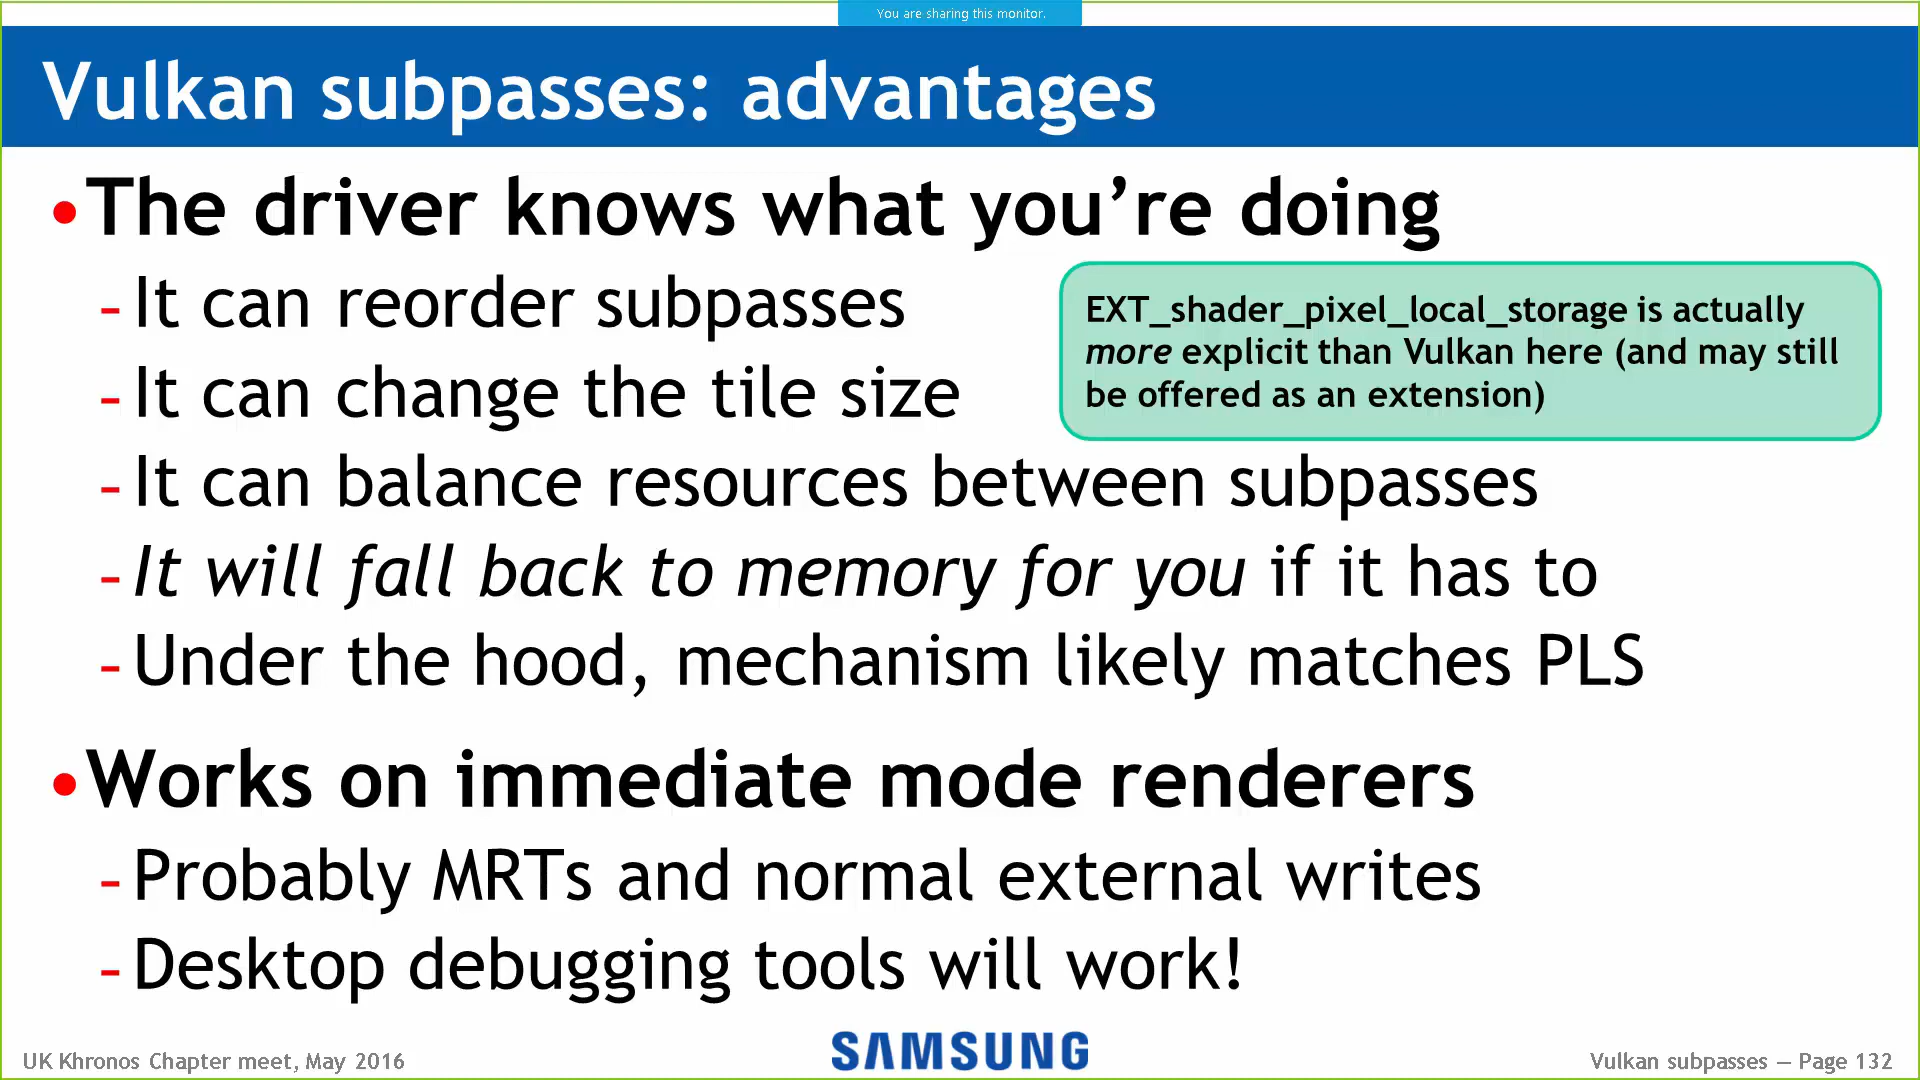 You are sharing this monitor.
Vulkan subpasses: advantages
•The driver knows what you’re doing
-It can reorder subpasses
-It can change the tile size
EXT_shader_pixel_local_storage is actually
more explicit than Vulkan here (and may still
be offered as an extension)
-It can balance resources between subpasses
-It will fall back to memory for you if it has to
-Under the hood, mechanism likely matches PLS
•Works on immediate mode renderers
-Probably MRTs and normal external writes
-Desktop debugging tools will work!
UK Khronos Chapter meet, May 2016
SAMSUNG
Vulkan subpasses — Page 132